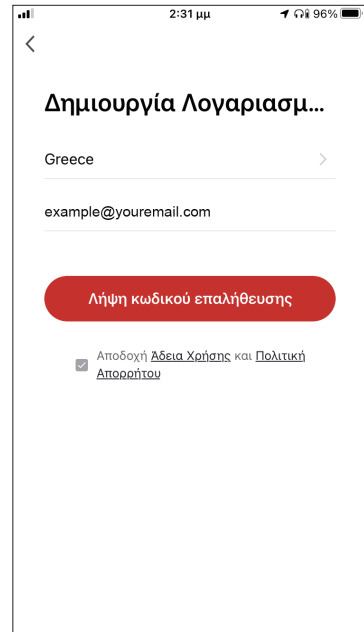 2:31 μμ
96%
Δημιουργία Λογαριασμ...
Greece
example@youremail.com
Λήψη κωδικού επαλήθευσης
Αποδοχή Άδεια Χρήσης και Πολιτική
Απορρήτου